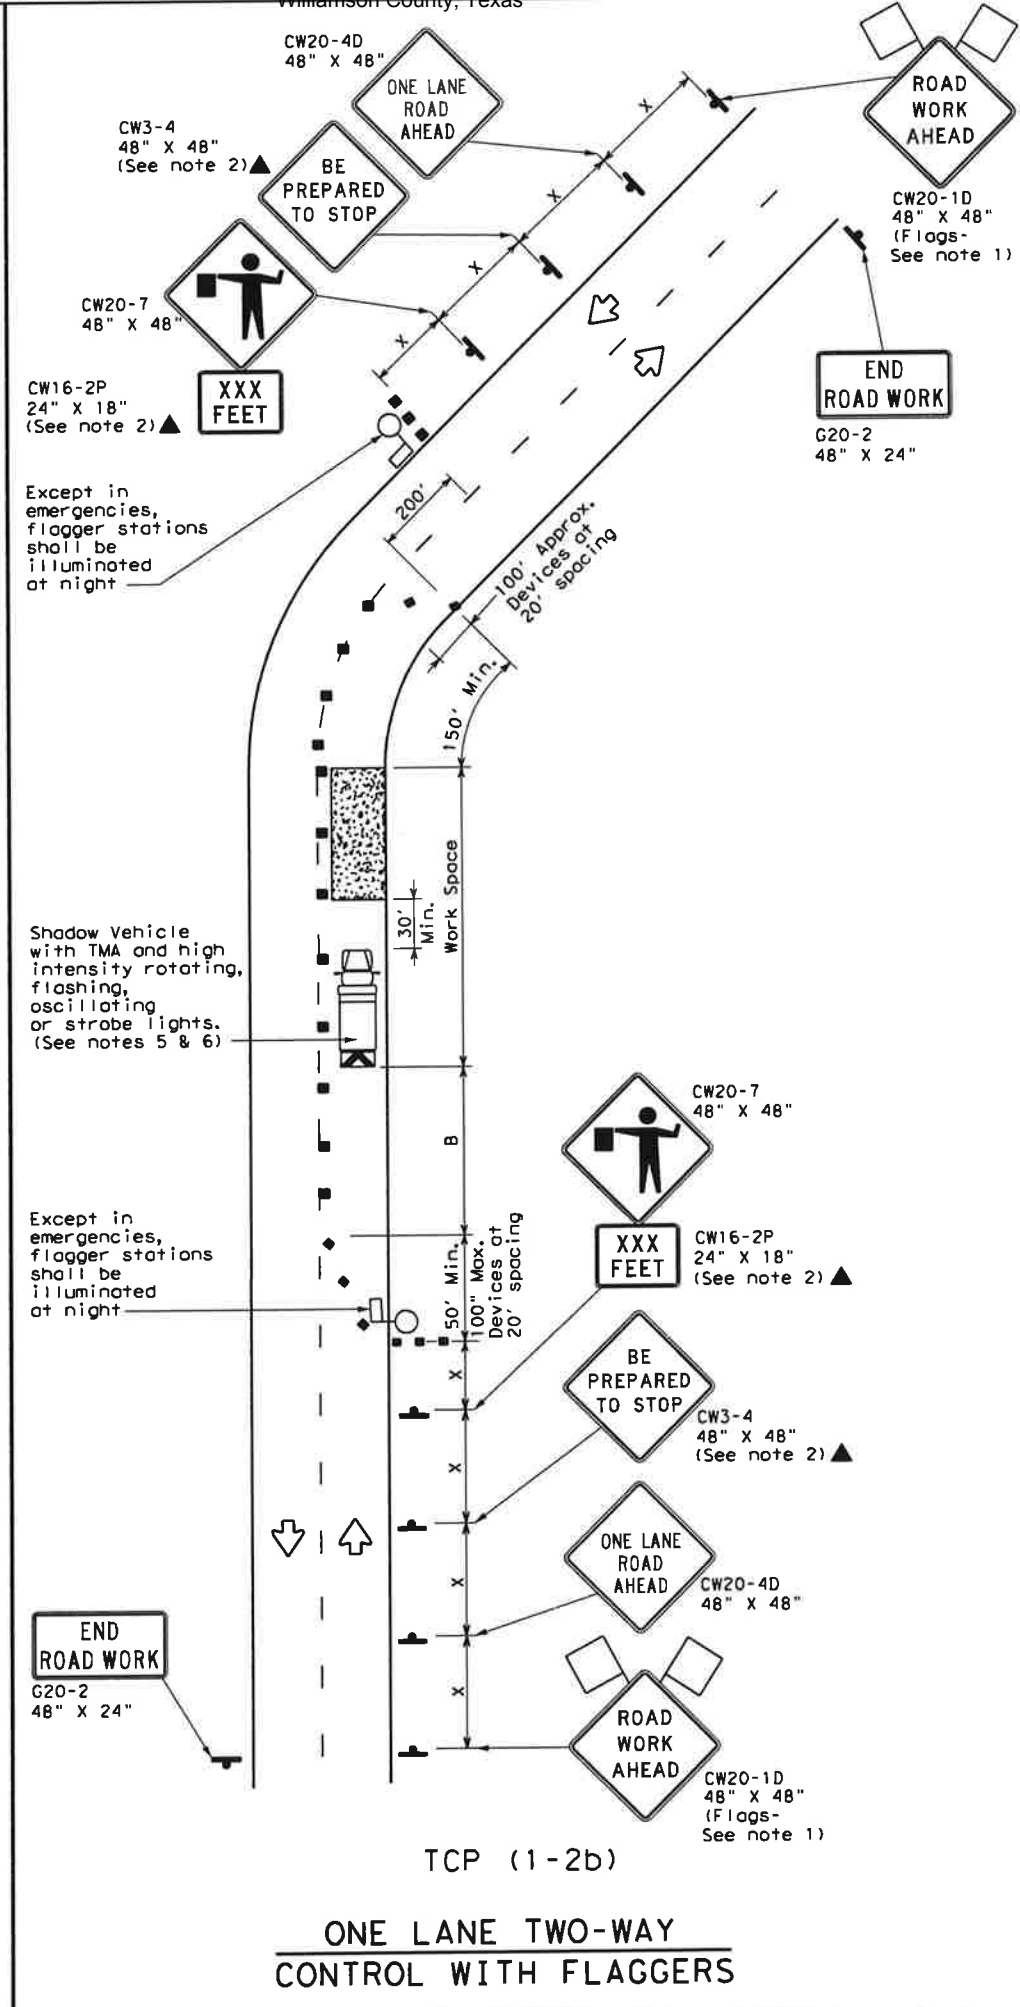 Williamson County, Texas
CW20-4D
48" X 48"
ONE LANE
ROAD
AHEAD
ROAD
WORK
AHEAD
CW20-1D
48" X 48"
(Flags-
See note 1)
CW3-4
48" X 48"
(See note 2)▲
BE
PREPARED
TO STOP
X
X
X
X
CW20-7
48" X 48"
CW16-2P
24" X 18"
(See note 2)▲
XXX
FEET
END
ROAD WORK
G20-2
48" X 24"
Except in
emergencies,
flagger stations
shall be
illuminated
at night
200'
100' Approx.
Devices at
20' spacing
150' Min.
Work Space
30'
Min.
Shadow Vehicle
with TMA and high
intensity rotating,
flashing,
oscillating
or strobe lights.
(See notes 5 & 6)
B
CW20-7
48" X 48"
XXX
FEET
CW16-2P
24" X 18"
(See note 2)▲
Except in
emergencies,
flagger stations
shall be
illuminated
at night
50' Min.
100" Max.
Devices at
20' spacing
X
X
X
X
BE
PREPARED
TO STOP
CW3-4
48" X 48"
(See note 2)▲
ONE LANE
ROAD
AHEAD
CW20-4D
48" X 48"
END
ROAD WORK
G20-2
48" X 24"
ROAD
WORK
AHEAD
CW20-1D
48" X 48"
(Flags-
See note 1)
TCP (1-2b)
ONE LANE TWO-WAY
CONTROL WITH FLAGGERS